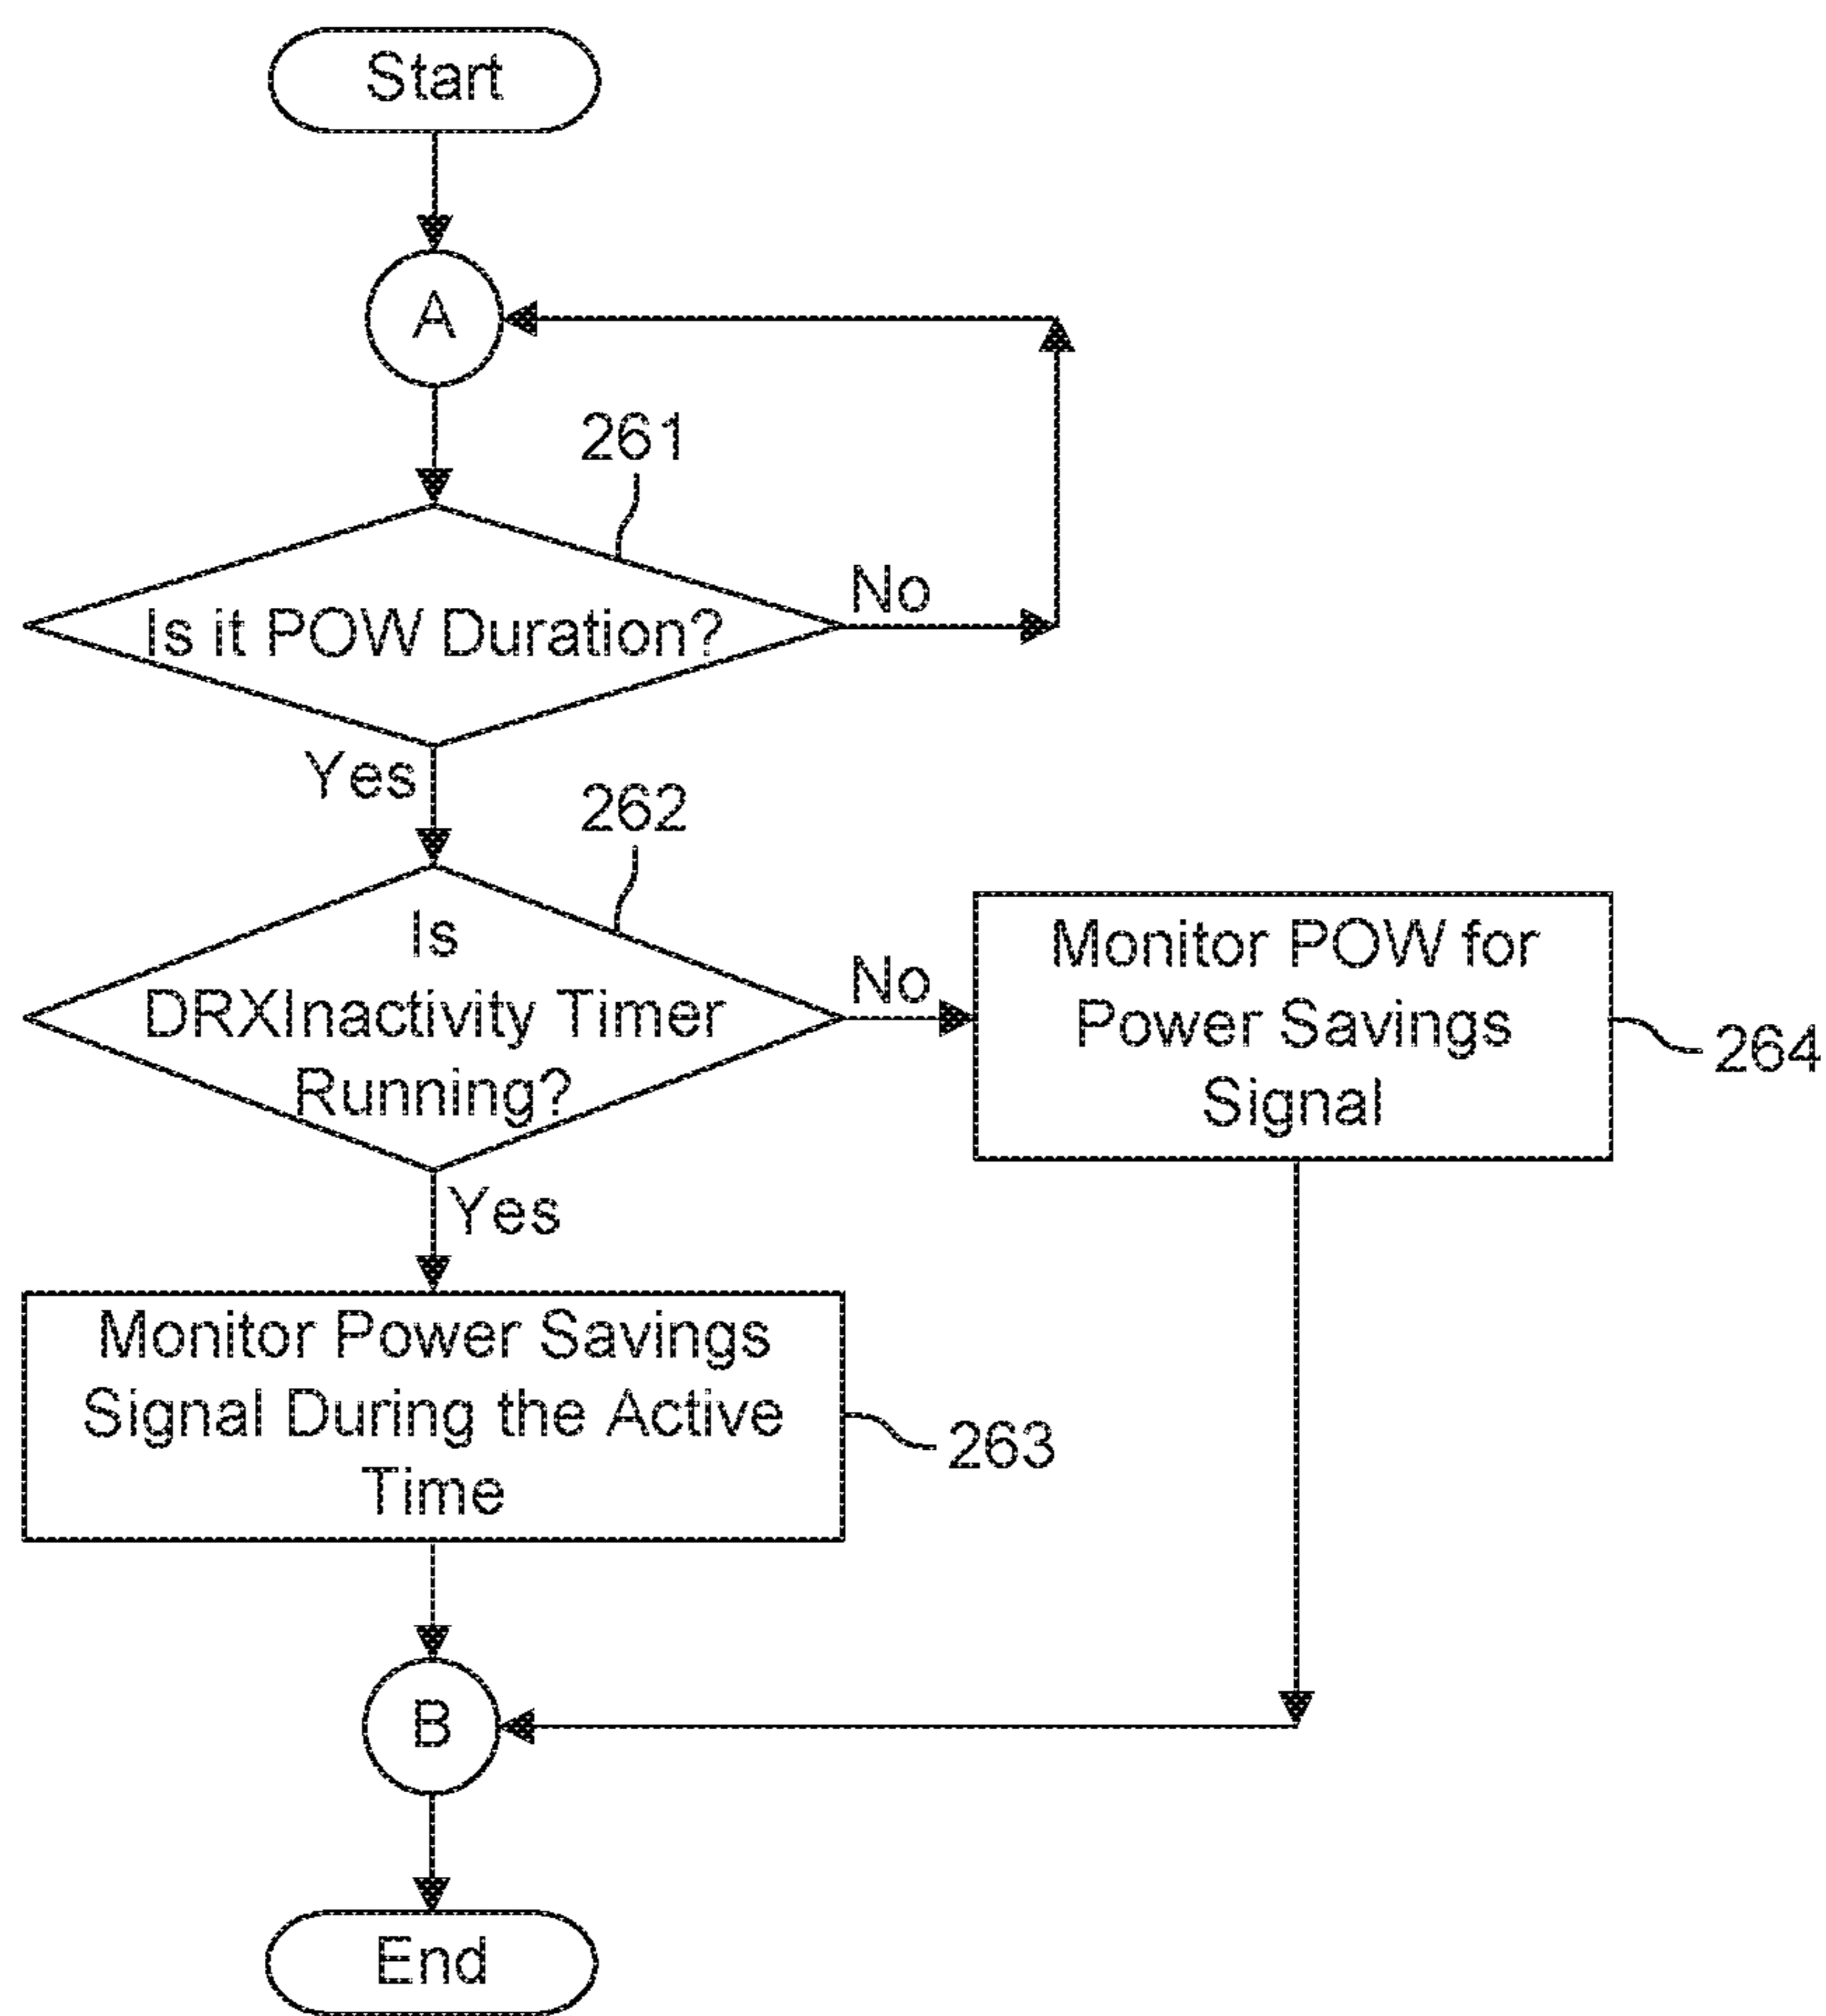 Start
A
261
Is it POW Duration?
No
Yes
262
Is
DRXInactivity Timer
Running?
No
Monitor POW for
Power Savings
Signal
264
Yes
Monitor Power Savings
Signal During the Active
Time
263
B
End